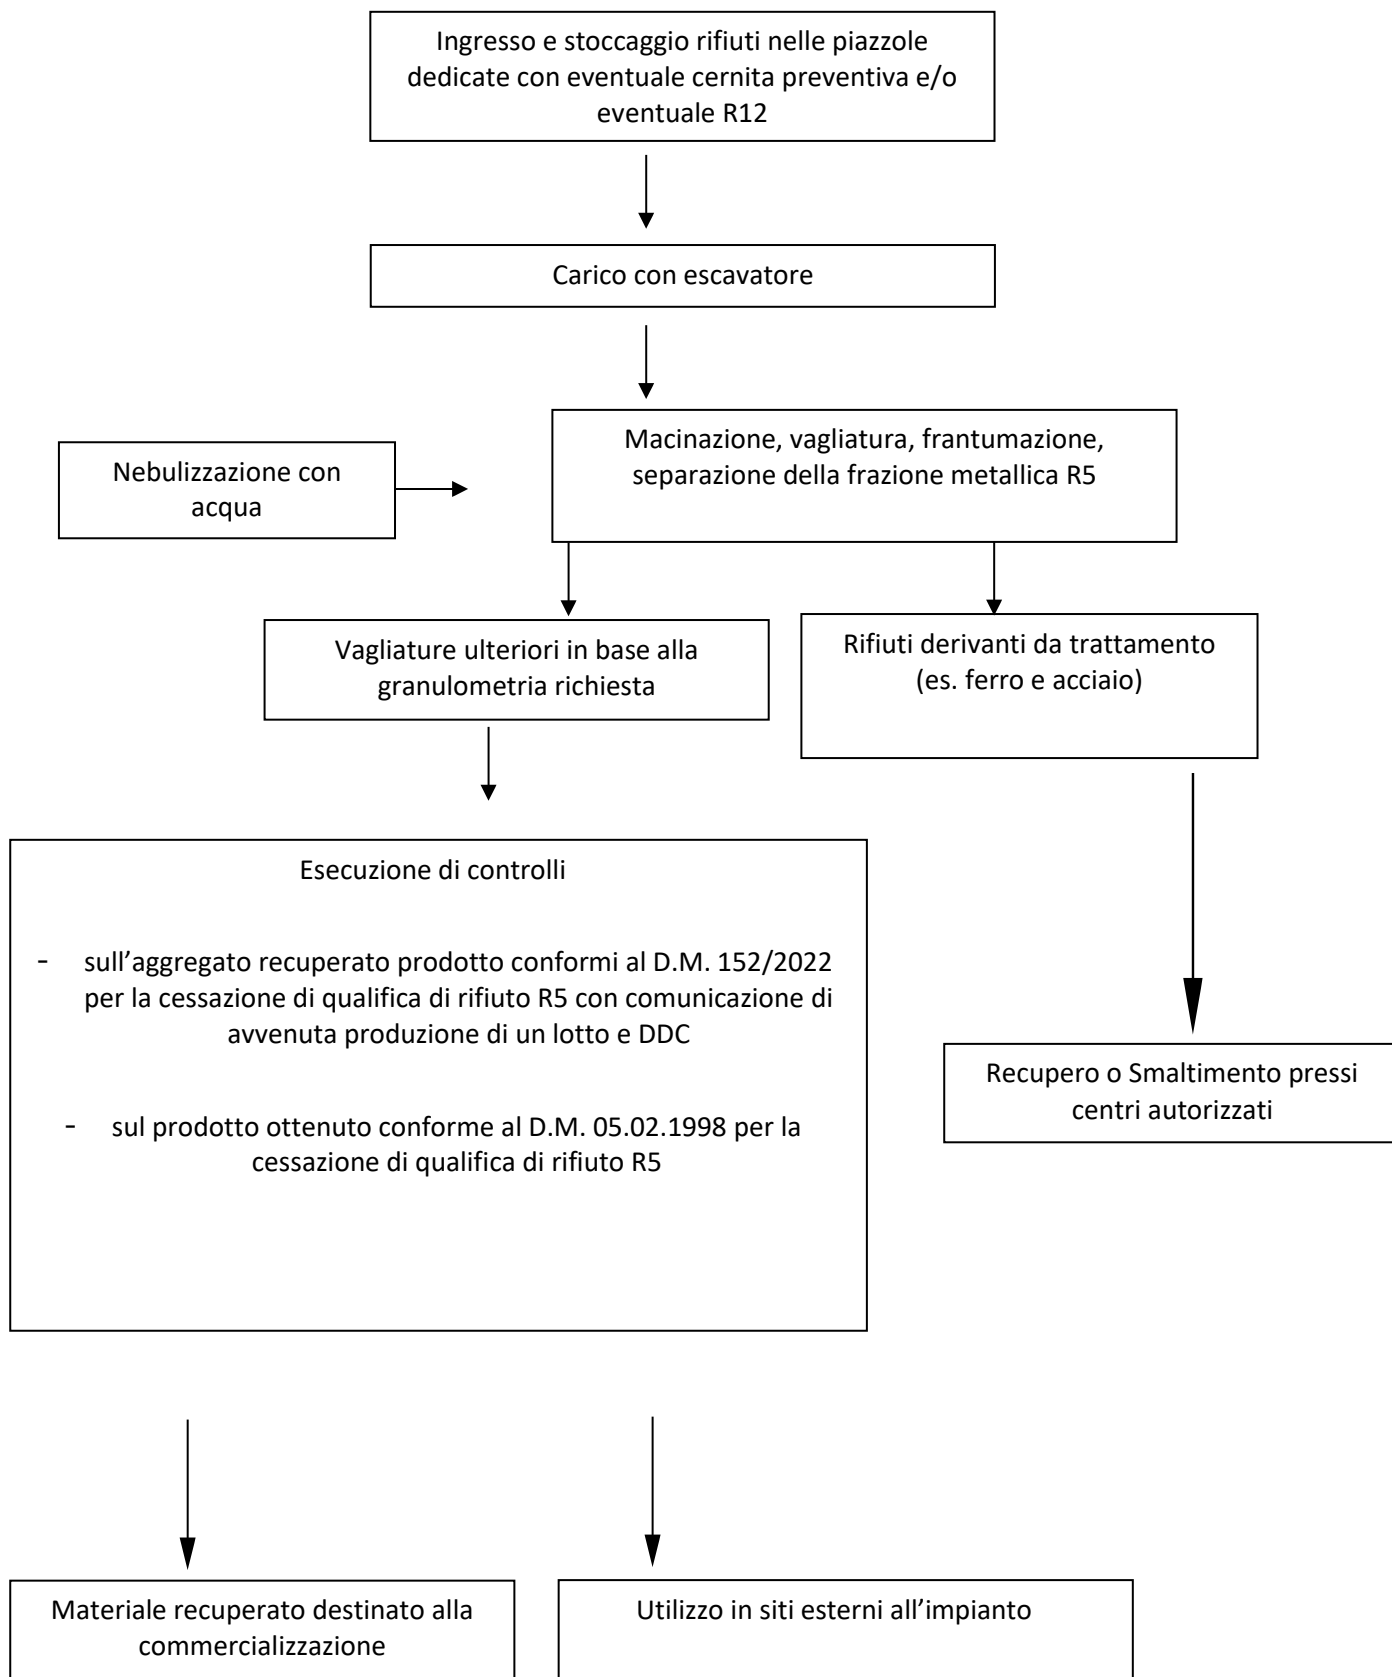 Ingresso e stoccaggio rifiuti nelle piazzole
dedicate con eventuale cernita preventiva e/o
eventuale R12
Carico con escavatore
Macinazione, vagliatura, frantumazione,
separazione della frazione metallica R5
Nebulizzazione con
acqua
Vagliature ulteriori in base alla
granulometria richiesta
Rifiuti derivanti da trattamento
(es. ferro e acciaio)
Esecuzione di controlli
- sull’aggregato recuperato prodotto conformi al D.M. 152/2022
per la cessazione di qualifica di rifiuto R5 con comunicazione di
avvenuta produzione di un lotto e DDC
- sul prodotto ottenuto conforme al D.M. 05.02.1998 per la
cessazione di qualifica di rifiuto R5
Recupero o Smaltimento pressi
centri autorizzati
Materiale recuperato destinato alla
commercializzazione
Utilizzo in siti esterni all’impianto